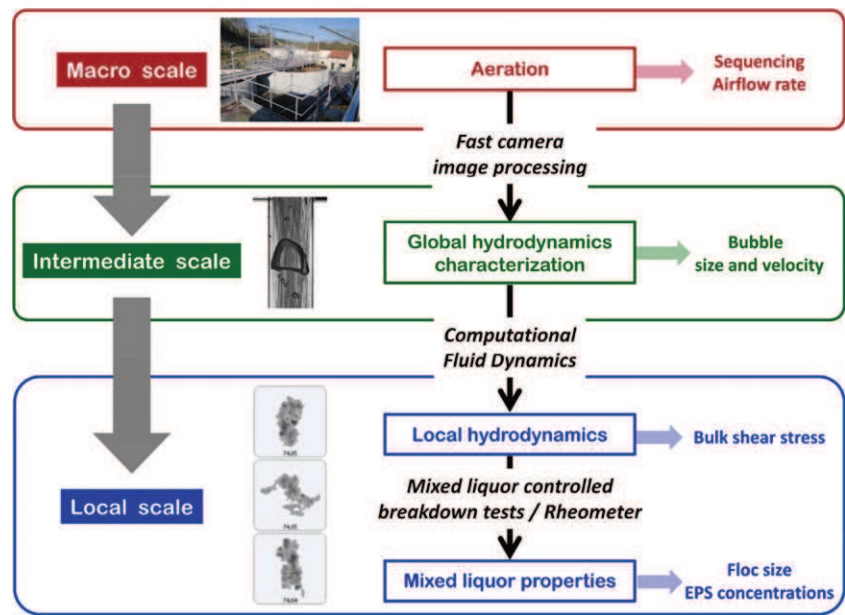 Macro scale
Aeration
Sequencing
Airflow rate
Fast camera
image processing
Intermediate scale
Global hydrodynamics
characterization
Bubble
size and velocity
Computational
Fluid Dynamics
Local scale
Local hydrodynamics
Bulk shear stress
Mixed liquor controlled
breakdown tests / Rheometer
Mixed liquor properties
Floc size
EPS concentrations